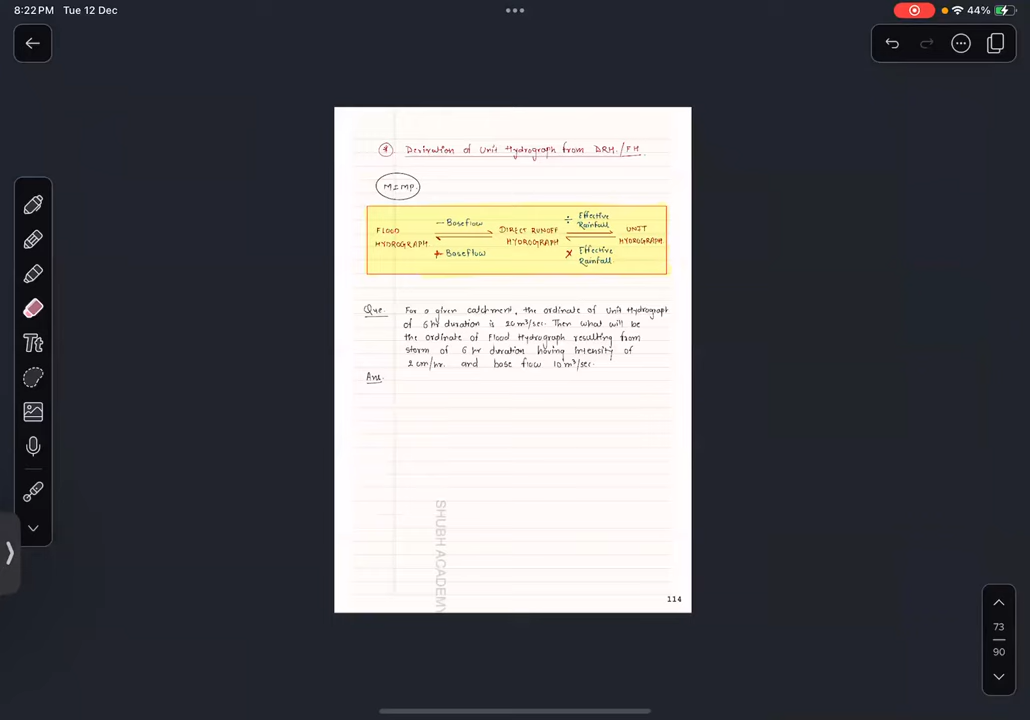 8:22PM Tue 12 Dec
44%
* Derivation of Unit Hydrograph from DRH./FH
M IMP.
FLOOD HYDROGRAPH
- Baseflow
+ Baseflow
DIRECT RUNOFF HYDROGRAPH
÷ Effective Rainfall
× Effective Rainfall
UNIT HYDROGRAPH
Que. For a given catchment, the ordinate of Unit Hydrograph
of 6 hr duration is 20 m³/sec. Then what will be
the ordinate of Flood Hydrograph resulting from
storm of 6 hr duration having intensity of
2 cm/hr. and base flow 10 m³/sec.
Ans.
SHUBH ACADEMY
114
Tt
73
90